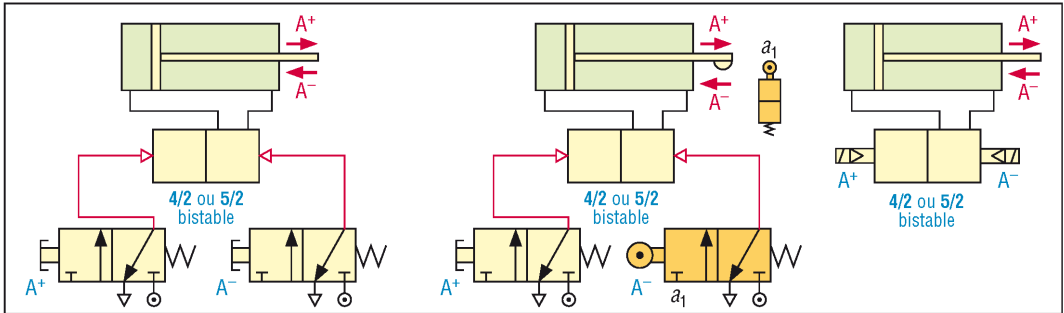 A+
A−
4/2 ou 5/2
bistable
A+
A−
A+
A−
a1
4/2 ou 5/2
bistable
A+
A−
a1
A+
A−
A+
A−
4/2 ou 5/2
bistable